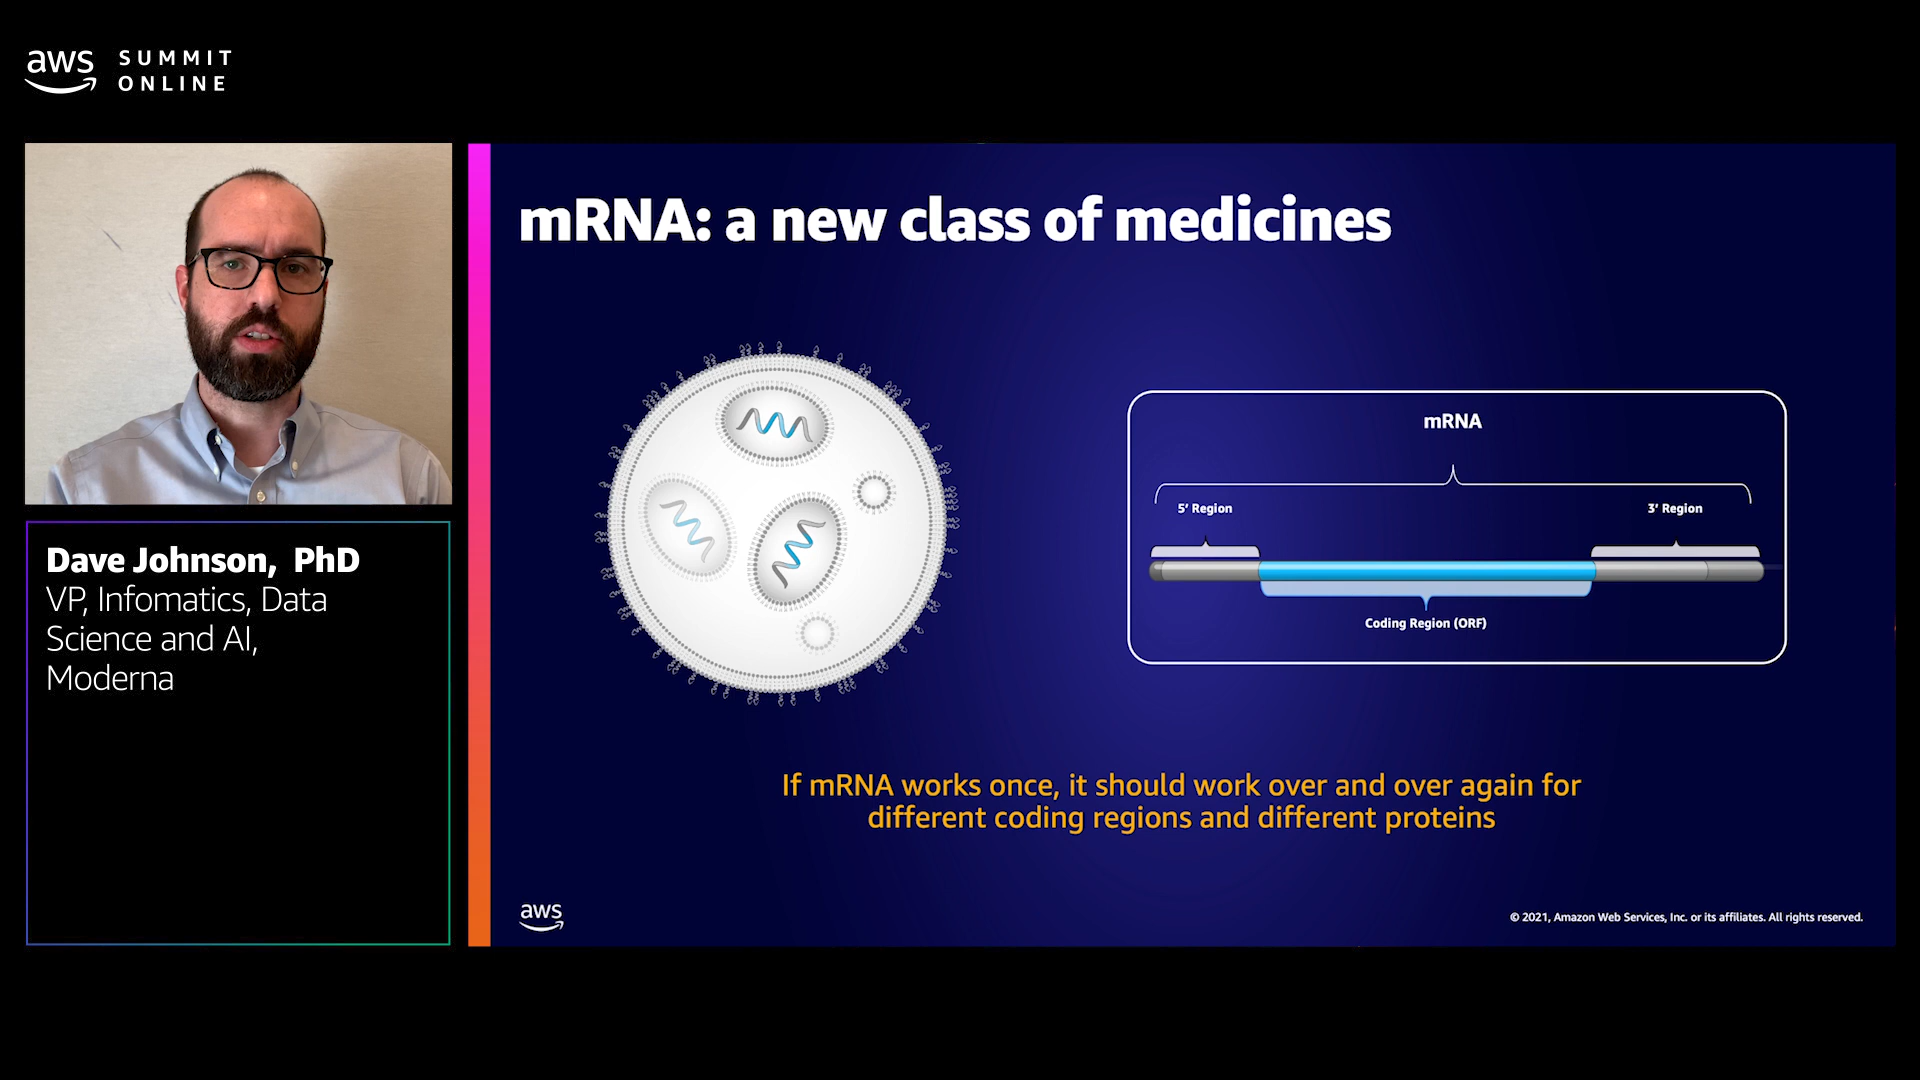 aws SUMMIT
ONLINE
Dave Johnson, PhD
VP, Infomatics, Data
Science and AI,
Moderna
mRNA: a new class of medicines
mRNA
5’ Region
3’ Region
Coding Region (ORF)
If mRNA works once, it should work over and over again for
different coding regions and different proteins
aws
© 2021, Amazon Web Services, Inc. or its affiliates. All rights reserved.